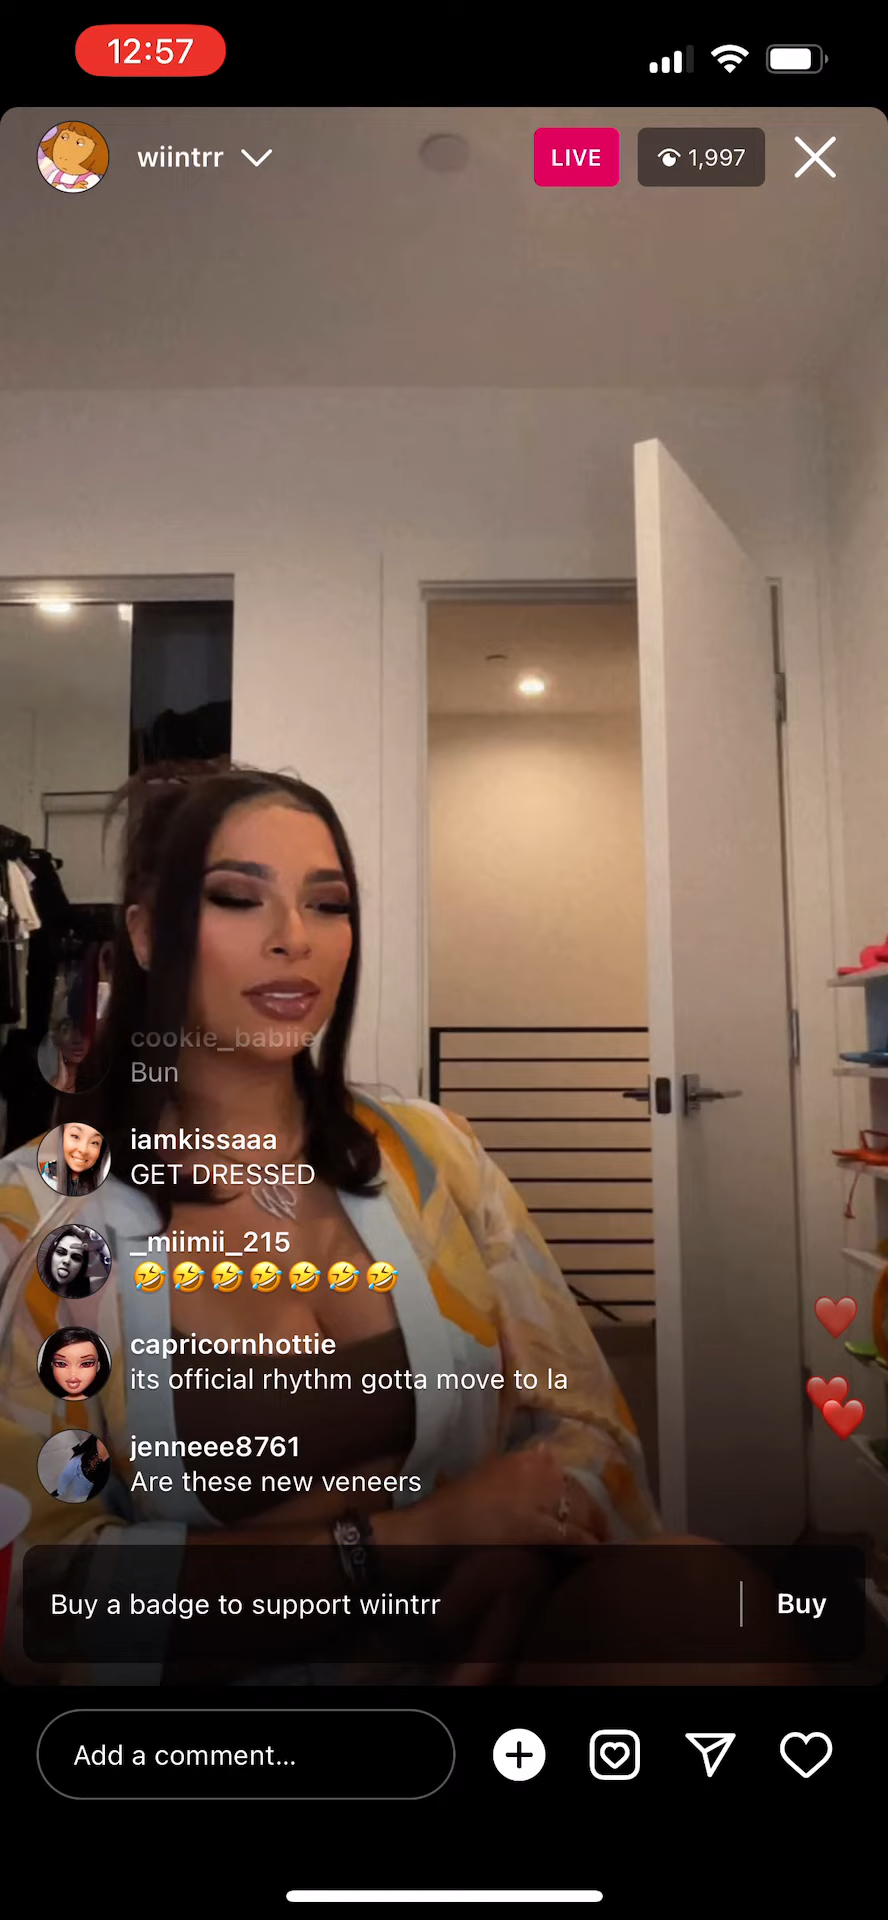 12:57
wiintrr
LIVE
1,997
cookie_babiie
Bun
iamkissaaa
GET DRESSED
_miimii_215
🤣🤣🤣🤣🤣🤣🤣
capricornhottie
its official rhythm gotta move to la
jenneee8761
Are these new veneers
Buy a badge to support wiintrr
Buy
Add a comment...